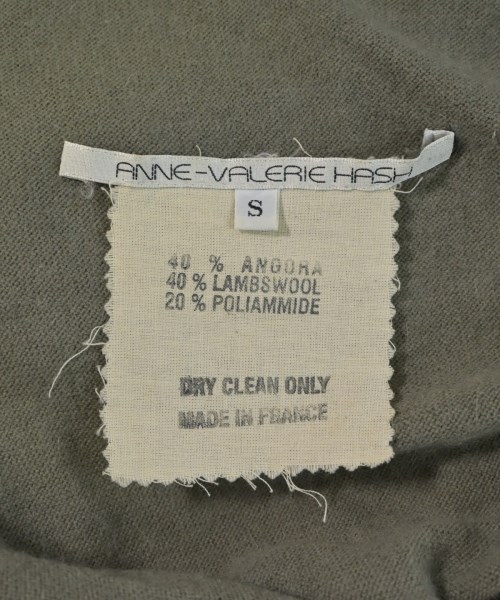 ANNE-VALERIE HASH
S
40 % ANGORA
40 % LAMBSWOOL
20 % POLIAMMIDE
DRY CLEAN ONLY
MADE IN FRANCE